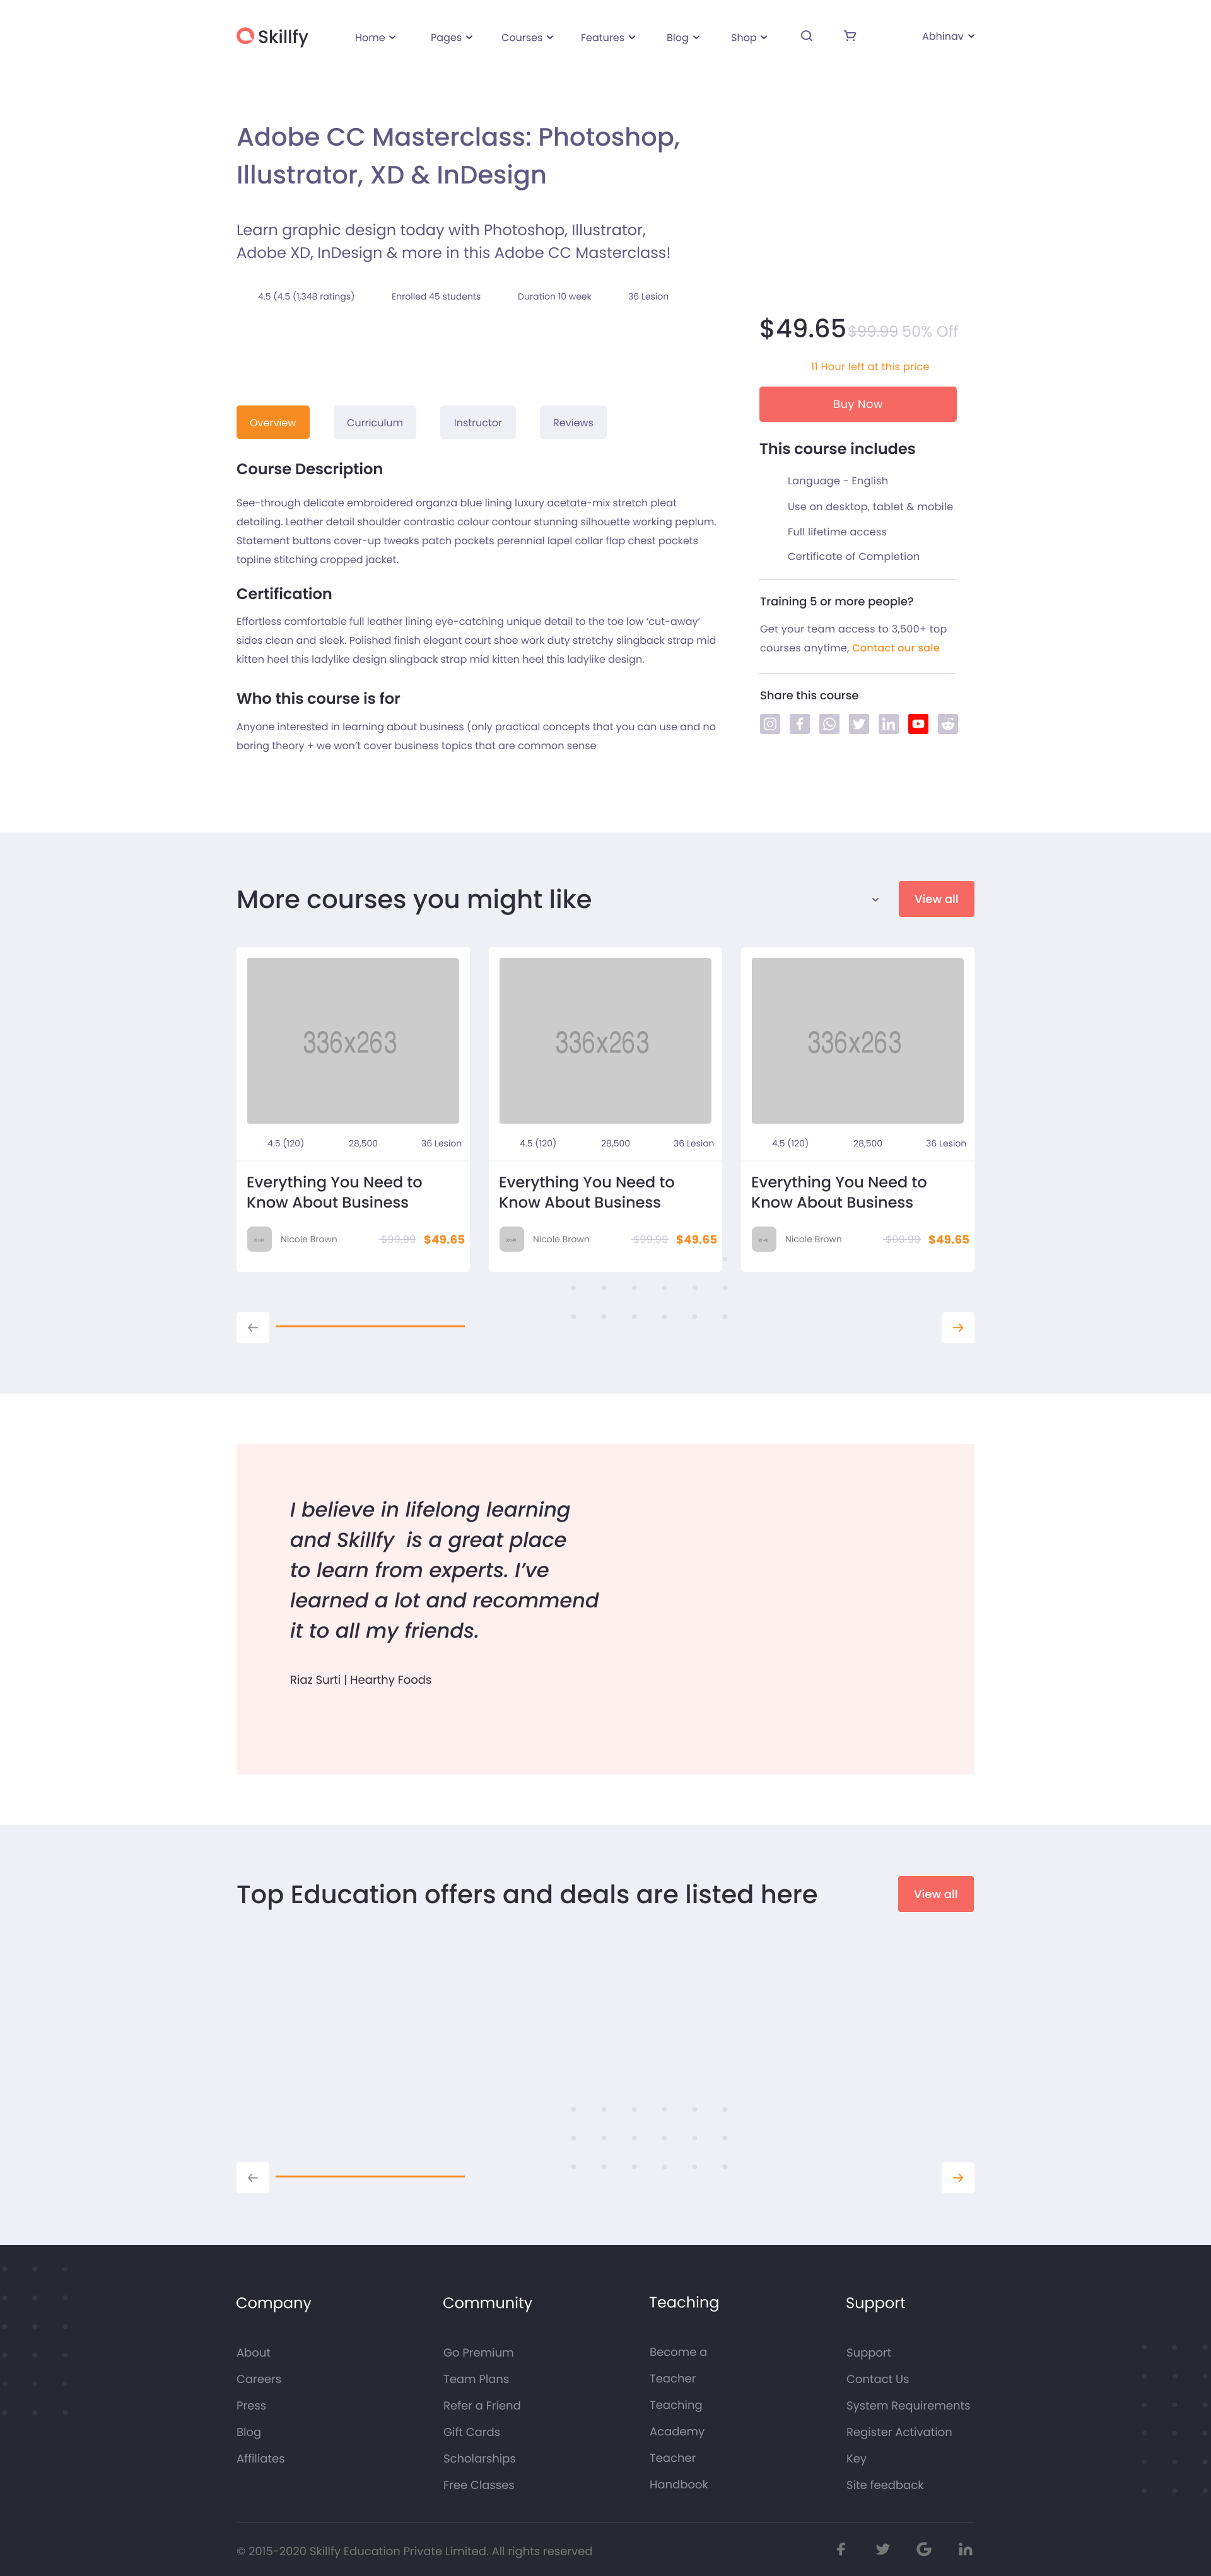 Skillfy
Home
Pages
Courses
Features
Blog
Shop
Abhinav
Adobe CC Masterclass: Photoshop,
Illustrator, XD & InDesign
Learn graphic design today with Photoshop, Illustrator,
Adobe XD, InDesign & more in this Adobe CC Masterclass!
4.5 (4.5 (1,348 ratings) Enrolled 45 students Duration 10 week 36 Lesion
$49.65 $99.99 50% Off
11 Hour left at this price
Buy Now
Overview Curriculum Instructor Reviews
Course Description
See-through delicate embroidered organza blue lining luxury acetate-mix stretch pleat
detailing. Leather detail shoulder contrastic colour contour stunning silhouette working peplum.
Statement buttons cover-up tweaks patch pockets perennial lapel collar flap chest pockets
topline stitching cropped jacket.
Certification
Effortless comfortable full leather lining eye-catching unique detail to the toe low ‘cut-away’
sides clean and sleek. Polished finish elegant court shoe work duty stretchy slingback strap mid
kitten heel this ladylike design slingback strap mid kitten heel this ladylike design.
Who this course is for
Anyone interested in learning about business (only practical concepts that you can use and no
boring theory + we won’t cover business topics that are common sense
This course includes
Language - English
Use on desktop, tablet & mobile
Full lifetime access
Certificate of Completion
Training 5 or more people?
Get your team access to 3,500+ top
courses anytime, Contact our sale
Share this course
More courses you might like
View all
336x263
4.5 (120) 28,500 36 Lesion
Everything You Need to
Know About Business
Nicole Brown $99.99 $49.65
336x263
4.5 (120) 28,500 36 Lesion
Everything You Need to
Know About Business
Nicole Brown $99.99 $49.65
336x263
4.5 (120) 28,500 36 Lesion
Everything You Need to
Know About Business
Nicole Brown $99.99 $49.65
I believe in lifelong learning
and Skillfy is a great place
to learn from experts. I’ve
learned a lot and recommend
it to all my friends.
Riaz Surti | Hearthy Foods
Top Education offers and deals are listed here
View all
Company
About
Careers
Press
Blog
Affiliates
Community
Go Premium
Team Plans
Refer a Friend
Gift Cards
Scholarships
Free Classes
Teaching
Become a
Teacher
Teaching
Academy
Teacher
Handbook
Support
Support
Contact Us
System Requirements
Register Activation
Key
Site feedback
© 2015-2020 Skillfy Education Private Limited. All rights reserved